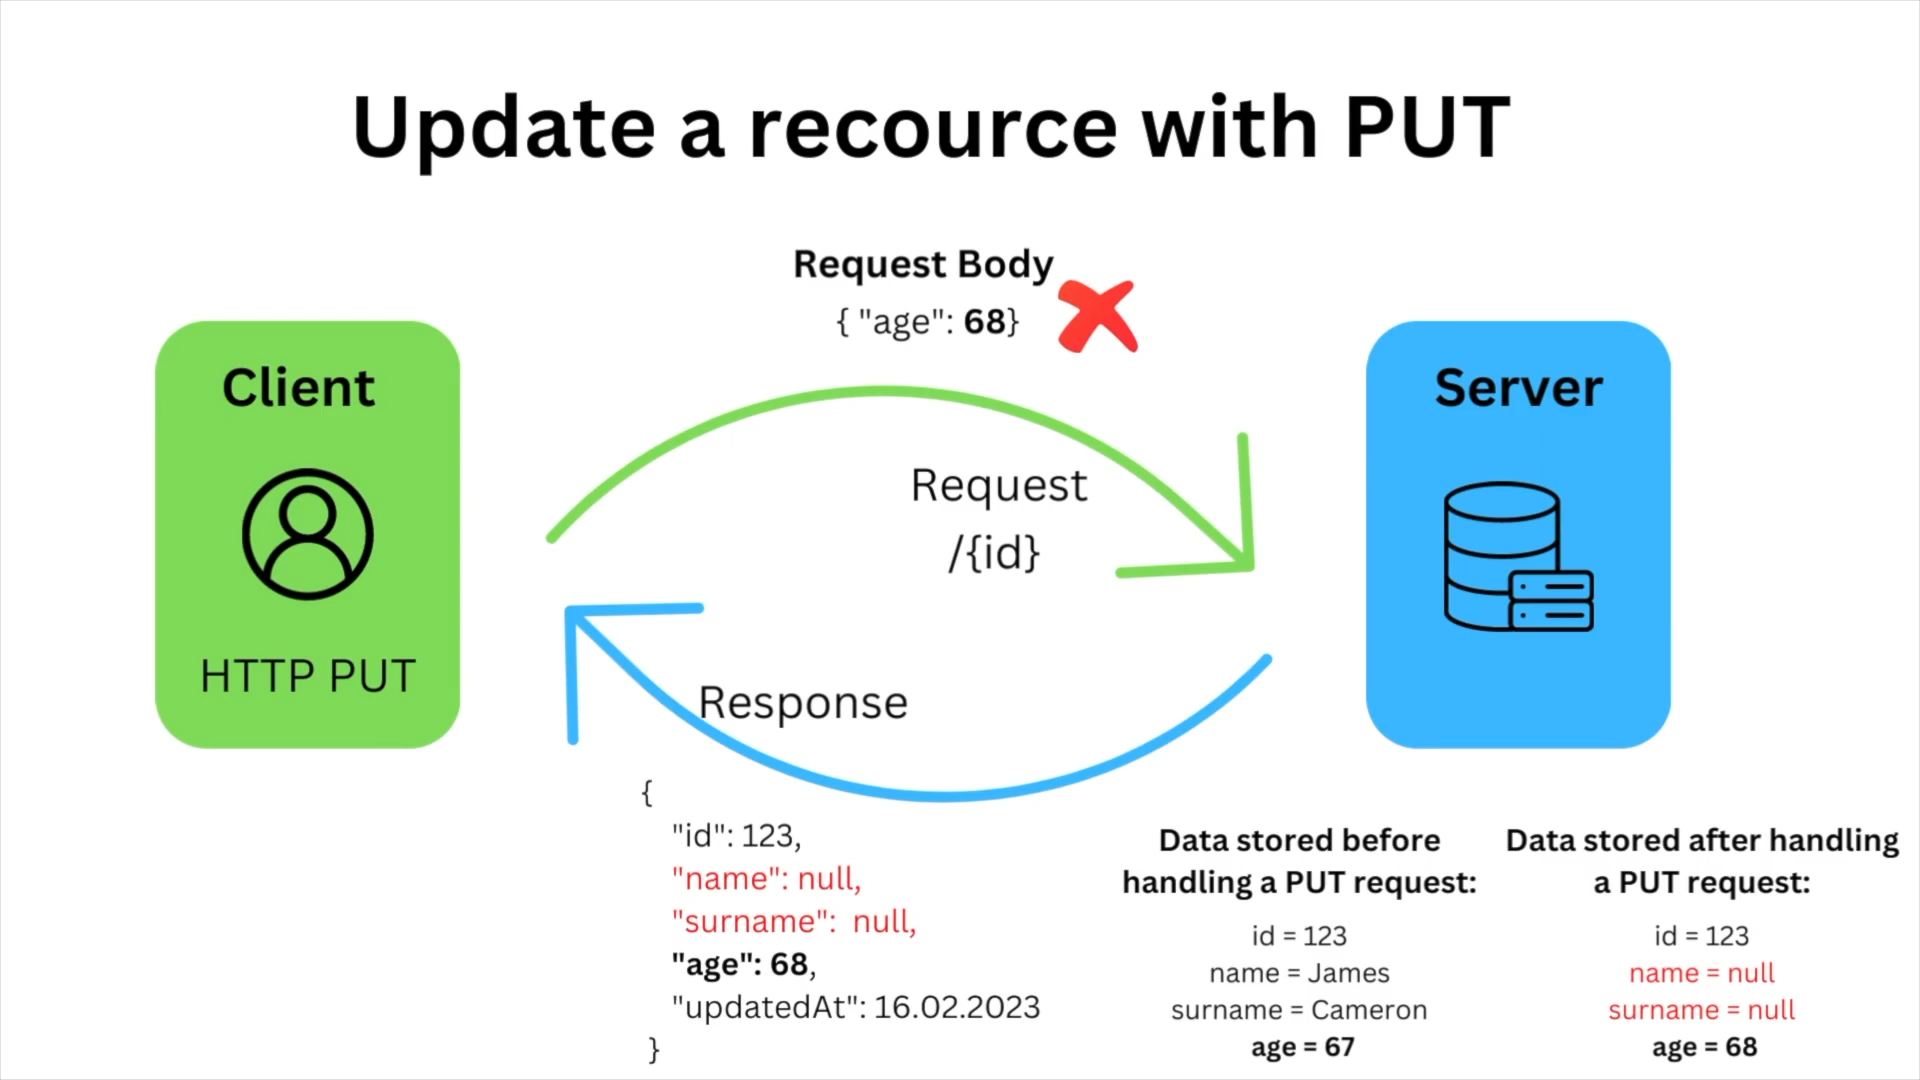 Update a recource with PUT
Request Body
{ "age": 68}
Client
HTTP PUT
Request
/{id}
Server
Response
{
"id": 123,
"name": null,
"surname":  null,
"age": 68,
"updatedAt": 16.02.2023
}
Data stored before
handling a PUT request:
id = 123
name = James
surname = Cameron
age = 67
Data stored after handling
a PUT request:
id = 123
name = null
surname = null
age = 68